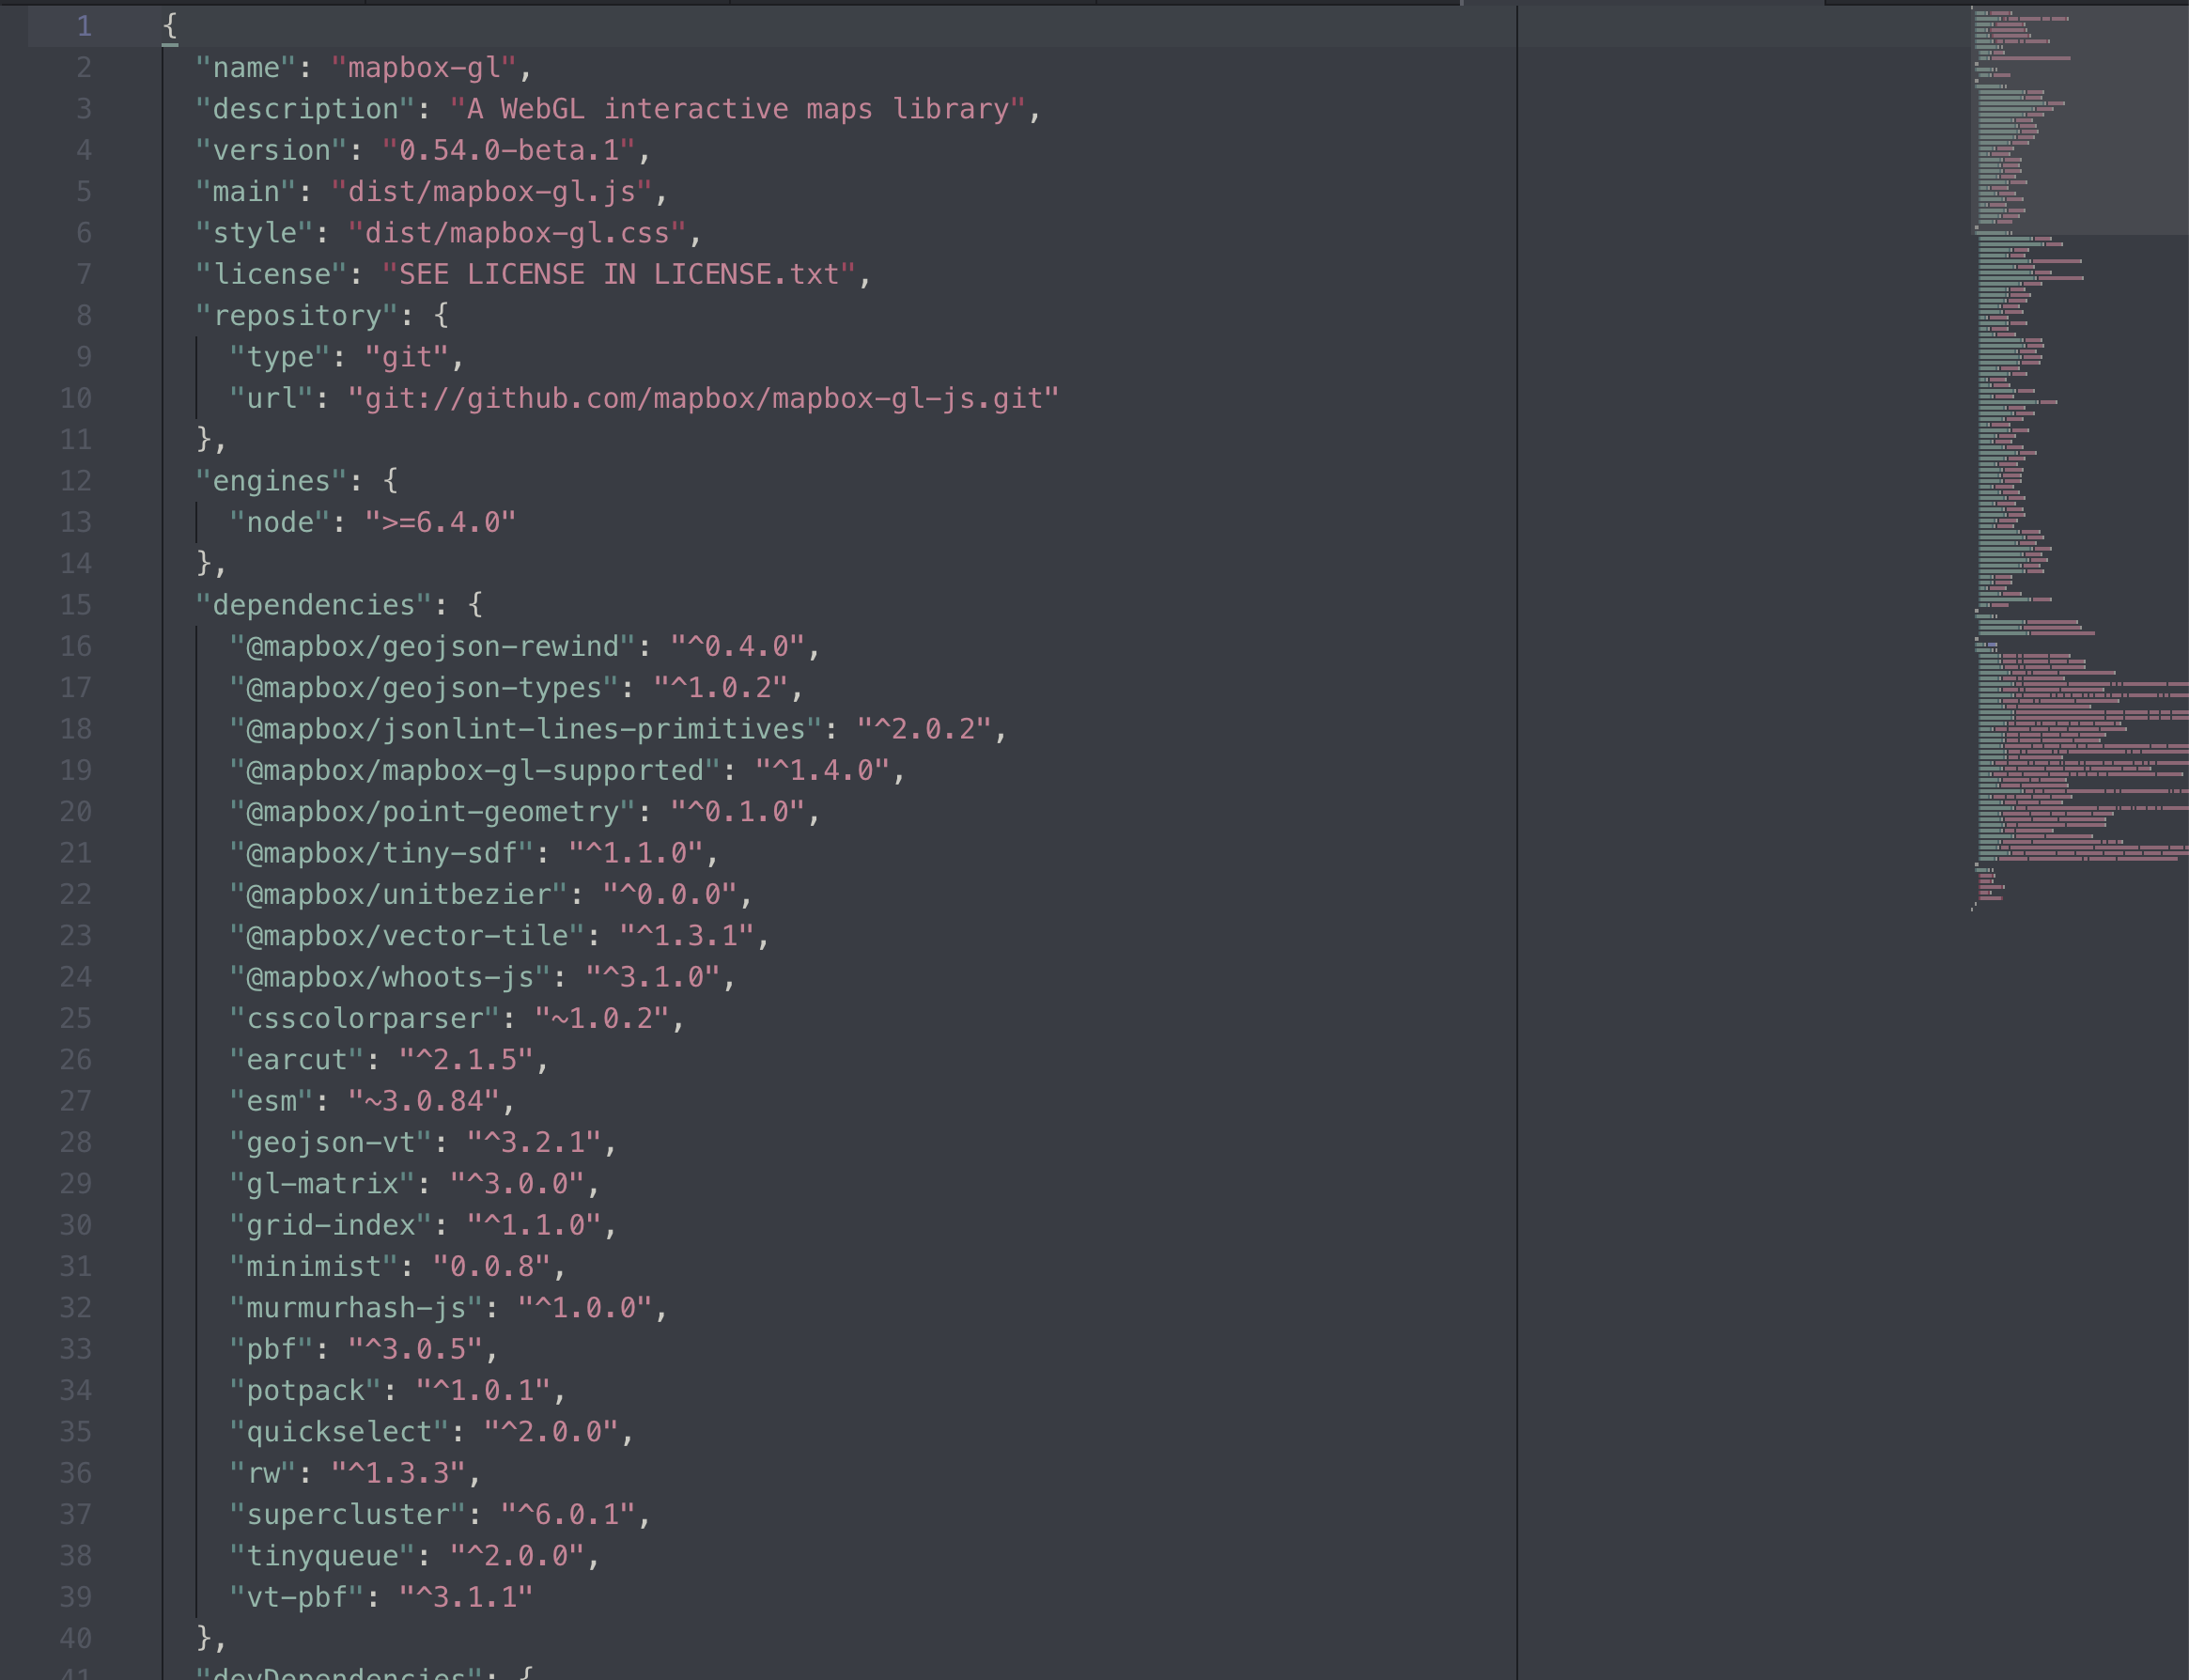 1 {
2 "name": "mapbox-gl",
3 "description": "A WebGL interactive maps library",
4 "version": "0.54.0-beta.1",
5 "main": "dist/mapbox-gl.js",
6 "style": "dist/mapbox-gl.css",
7 "license": "SEE LICENSE IN LICENSE.txt",
8 "repository": {
9 "type": "git",
10 "url": "git://github.com/mapbox/mapbox-gl-js.git"
11 },
12 "engines": {
13 "node": ">=6.4.0"
14 },
15 "dependencies": {
16 "@mapbox/geojson-rewind": "^0.4.0",
17 "@mapbox/geojson-types": "^1.0.2",
18 "@mapbox/jsonlint-lines-primitives": "^2.0.2",
19 "@mapbox/mapbox-gl-supported": "^1.4.0",
20 "@mapbox/point-geometry": "^0.1.0",
21 "@mapbox/tiny-sdf": "^1.1.0",
22 "@mapbox/unitbezier": "^0.0.0",
23 "@mapbox/vector-tile": "^1.3.1",
24 "@mapbox/whoots-js": "^3.1.0",
25 "csscolorparser": "~1.0.2",
26 "earcut": "^2.1.5",
27 "esm": "~3.0.84",
28 "geojson-vt": "^3.2.1",
29 "gl-matrix": "^3.0.0",
30 "grid-index": "^1.1.0",
31 "minimist": "0.0.8",
32 "murmurhash-js": "^1.0.0",
33 "pbf": "^3.0.5",
34 "potpack": "^1.0.1",
35 "quickselect": "^2.0.0",
36 "rw": "^1.3.3",
37 "supercluster": "^6.0.1",
38 "tinyqueue": "^2.0.0",
39 "vt-pbf": "^3.1.1"
40 },
41 "devDependencies": {